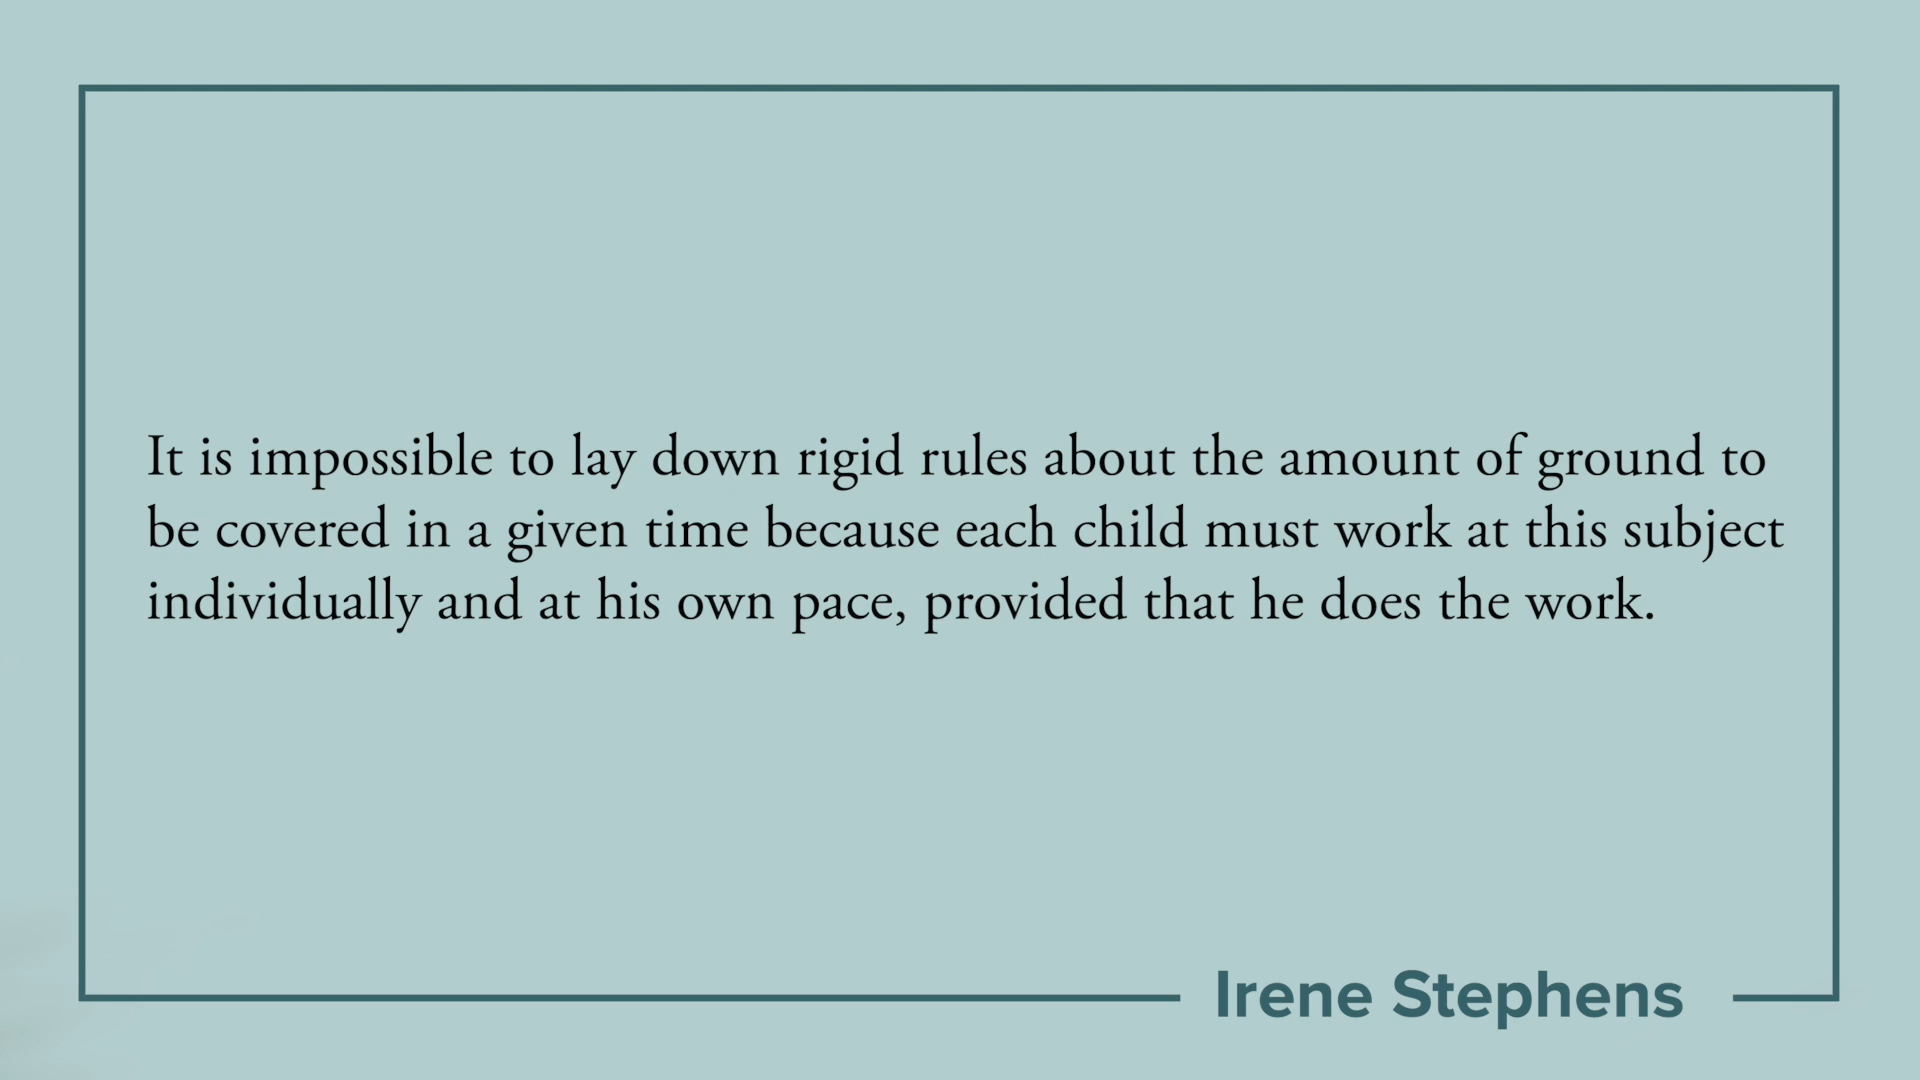 It is impossible to lay down rigid rules about the amount of ground to
be covered in a given time because each child must work at this subject
individually and at his own pace, provided that he does the work.
Irene Stephens